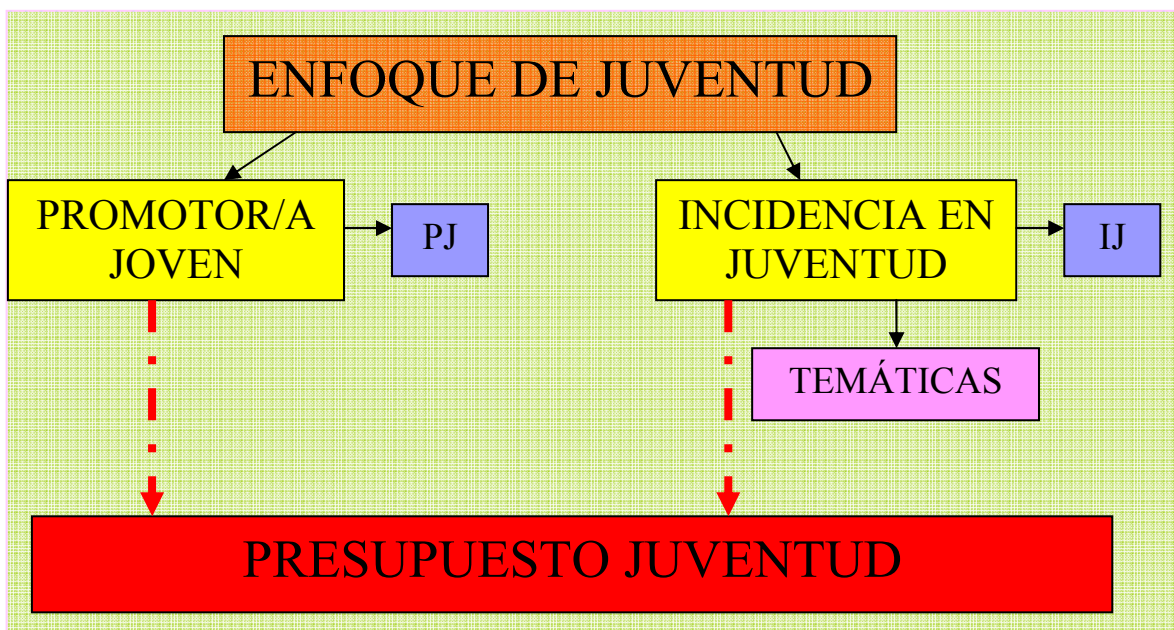 ENFOQUE DE JUVENTUD
PROMOTOR/A
JOVEN
PJ
INCIDENCIA EN
JUVENTUD
IJ
TEMÁTICAS
PRESUPUESTO JUVENTUD